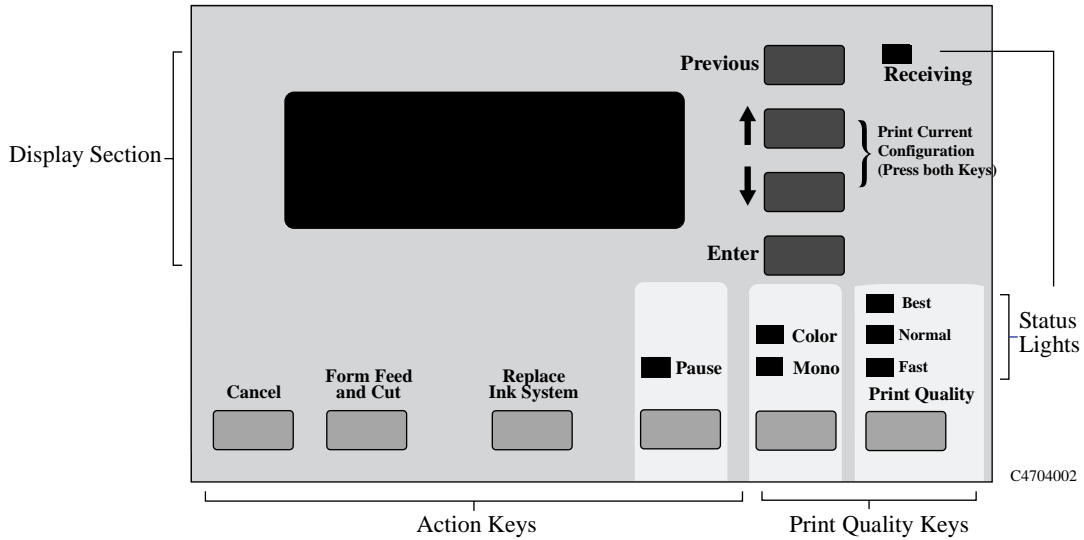 Previous
Receiving
Print Current
Configuration
(Press both Keys)
Display Section
Enter
Best
Normal
Fast
Status
Lights
Color
Mono
Pause
Print Quality
Cancel
Form Feed
and Cut
Replace
Ink System
C4704002
Action Keys
Print Quality Keys